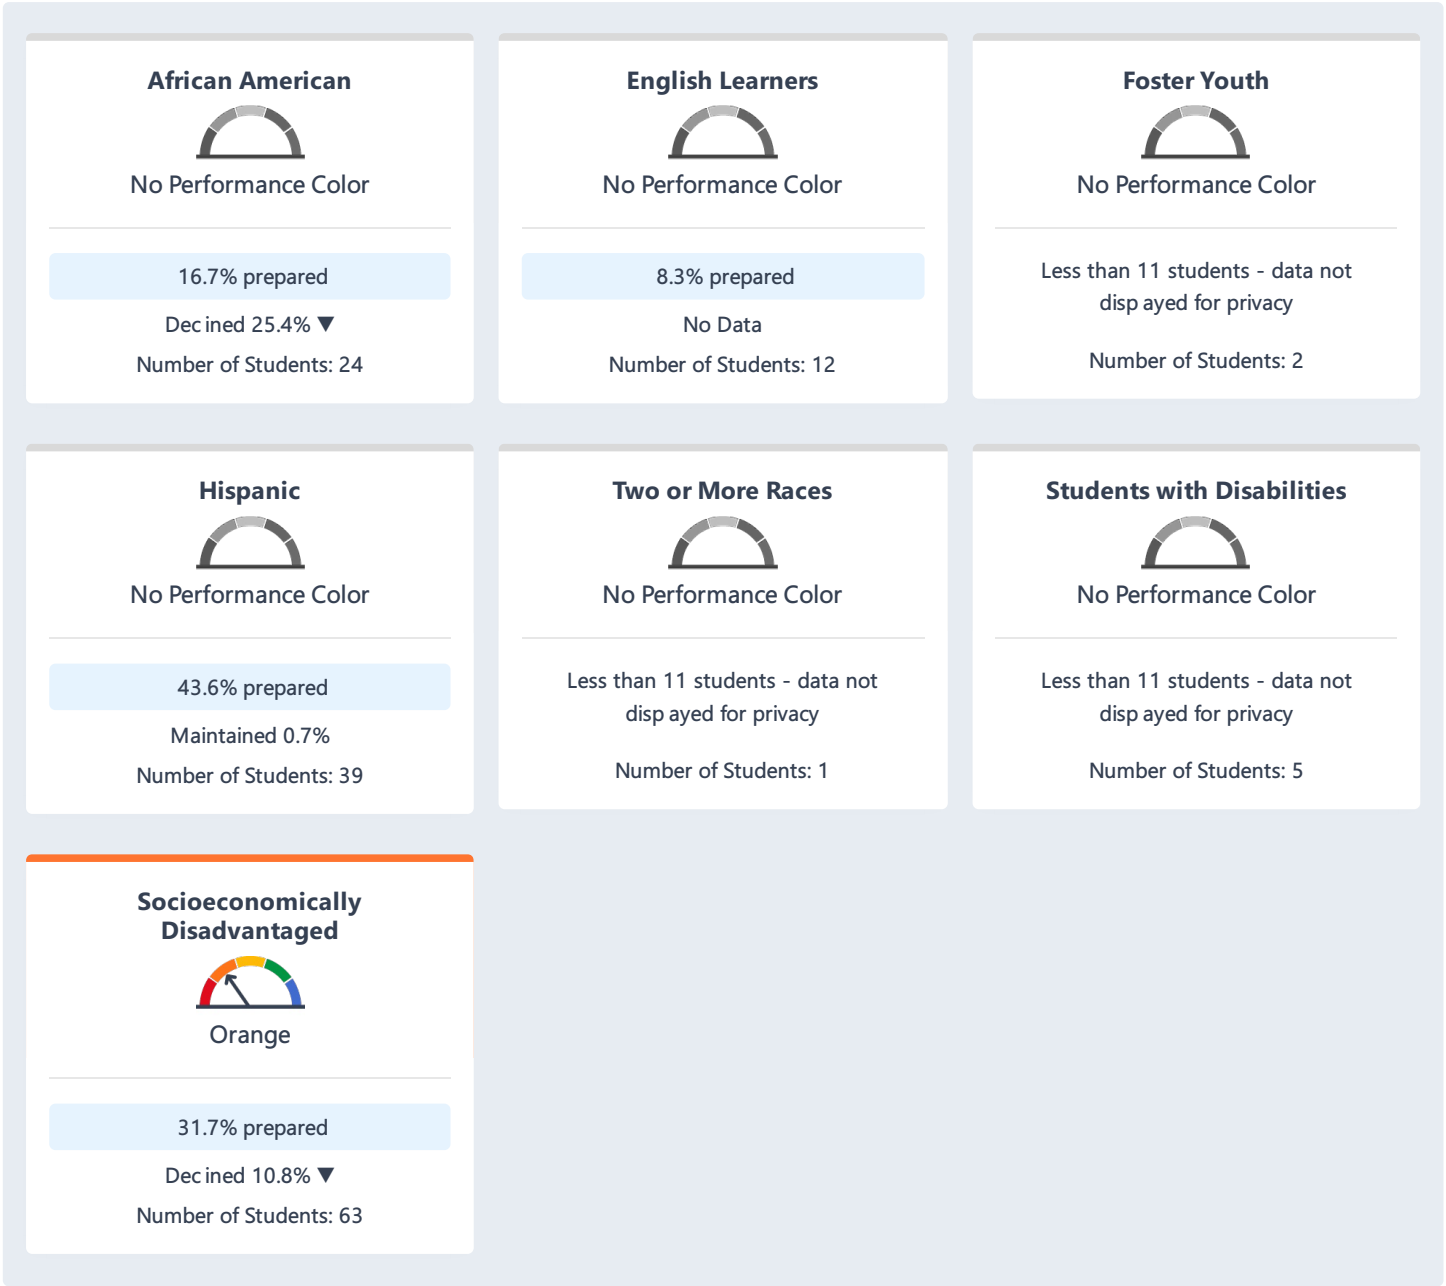 African American
No Performance Color
16.7% prepared
Dec ined 25.4% ▼
Number of Students: 24
English Learners
No Performance Color
8.3% prepared
No Data
Number of Students: 12
Foster Youth
No Performance Color
Less than 11 students - data not
disp ayed for privacy
Number of Students: 2
Hispanic
No Performance Color
43.6% prepared
Maintained 0.7%
Number of Students: 39
Two or More Races
No Performance Color
Less than 11 students - data not
disp ayed for privacy
Number of Students: 1
Students with Disabilities
No Performance Color
Less than 11 students - data not
disp ayed for privacy
Number of Students: 5
Socioeconomically
Disadvantaged
Orange
31.7% prepared
Dec ined 10.8% ▼
Number of Students: 63